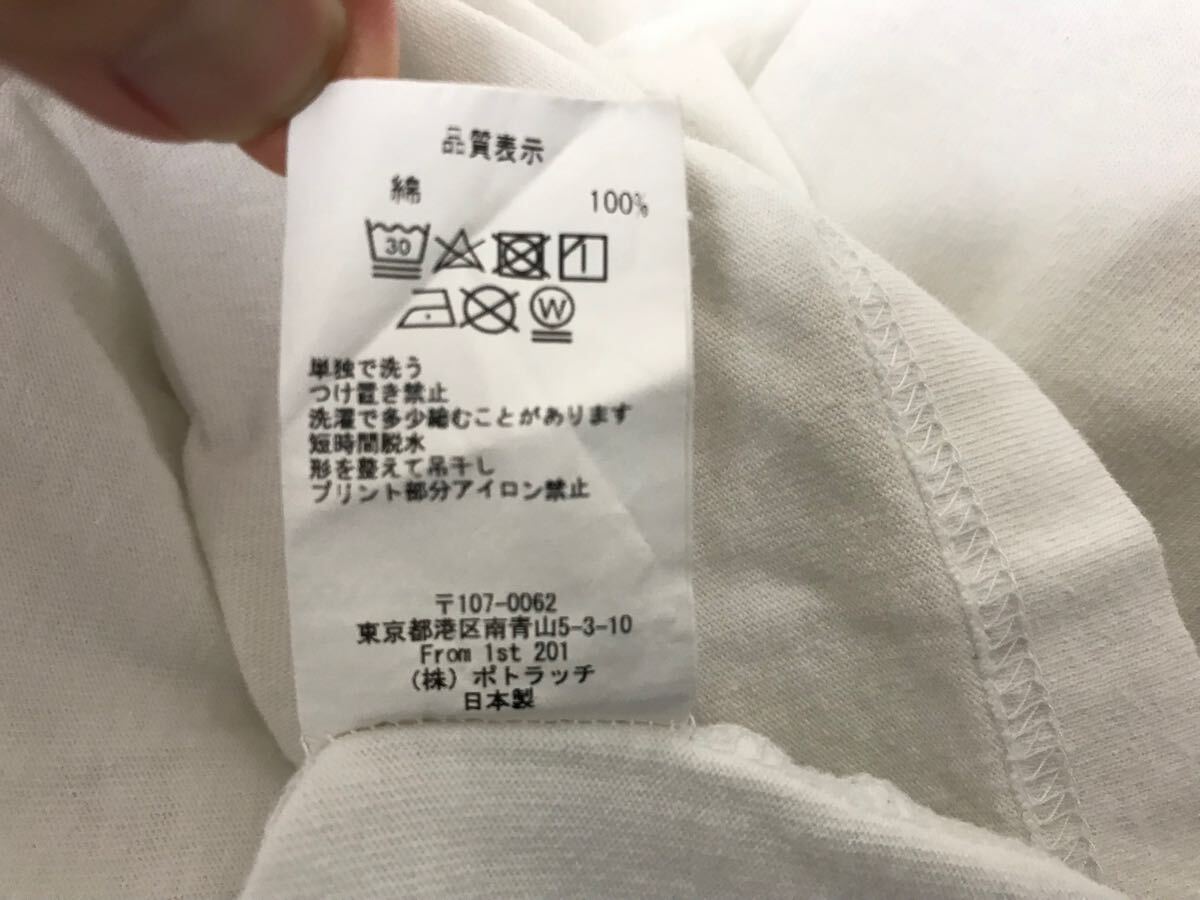 品質表示
綿 100%
30
W
単独で洗う
つけ置き禁止
洗濯で多少縮むことがあります
短時間脱水
形を整えて吊干し
プリント部分アイロン禁止
〒107-0062
東京都港区南青山5-3-10
From 1st 201
(株) ポトラッチ
日本製